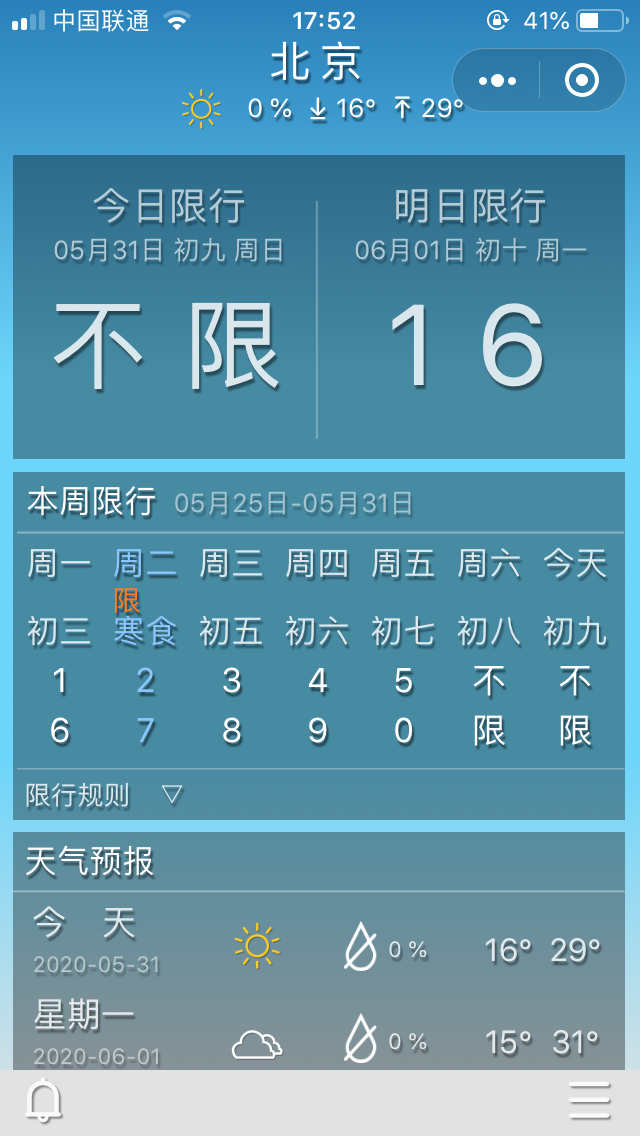 中国联通 17:52 41%
北京
0 % 16° 29°
今日限行 明日限行
05月31日 初九 周日 06月01日 初十 周一
不限 16
本周限行 05月25日-05月31日
周一 周二 周三 周四 周五 周六 今天
限
初三 寒食 初五 初六 初七 初八 初九
1 2 3 4 5 不 不
6 7 8 9 0 限 限
限行规则
天气预报
今 天 0 % 16° 29°
2020-05-31
星期一 0 % 15° 31°
2020-06-01